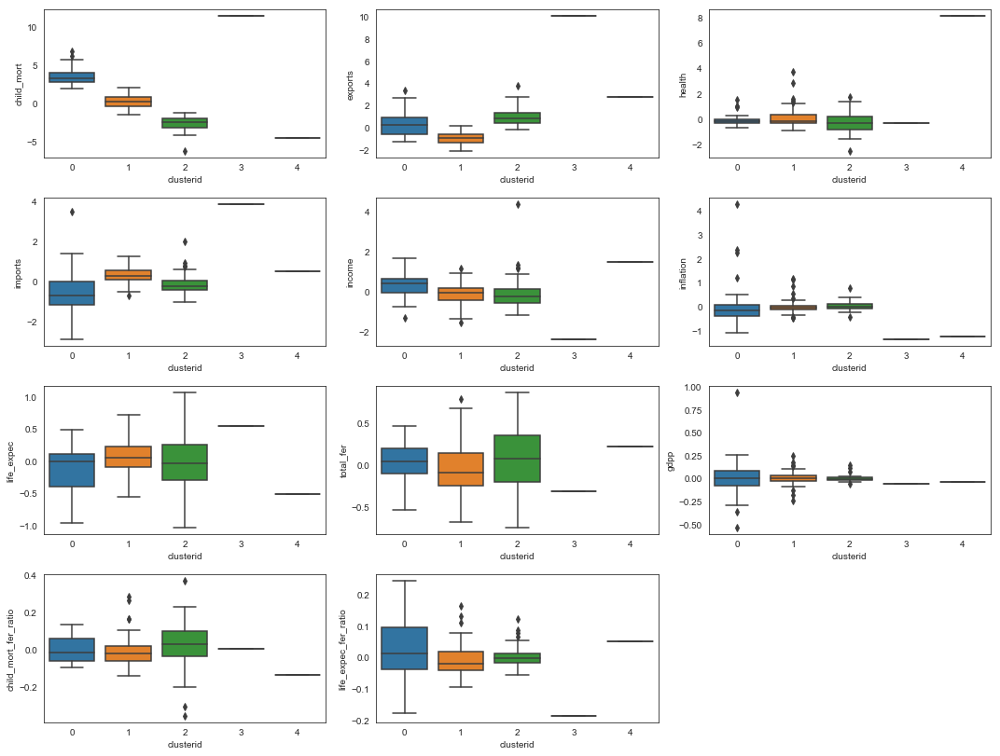 child_mort
10
5
0
−5
0 1 2 3 4
clusterid
exports
10
8
6
4
2
0
−2
0 1 2 3 4
clusterid
health
8
6
4
2
0
−2
0 1 2 3 4
clusterid
imports
4
2
0
−2
0 1 2 3 4
clusterid
income
4
2
0
−2
0 1 2 3 4
clusterid
inflation
4
3
2
1
0
−1
0 1 2 3 4
clusterid
life_expec
1.0
0.5
0.0
−0.5
−1.0
0 1 2 3 4
clusterid
total_fer
0.5
0.0
−0.5
0 1 2 3 4
clusterid
gdpp
1.00
0.75
0.50
0.25
0.00
−0.25
−0.50
0 1 2 3 4
clusterid
child_mort_fer_ratio
0.4
0.2
0.0
−0.2
0 1 2 3 4
clusterid
life_expec_fer_ratio
0.2
0.1
0.0
−0.1
−0.2
0 1 2 3 4
clusterid